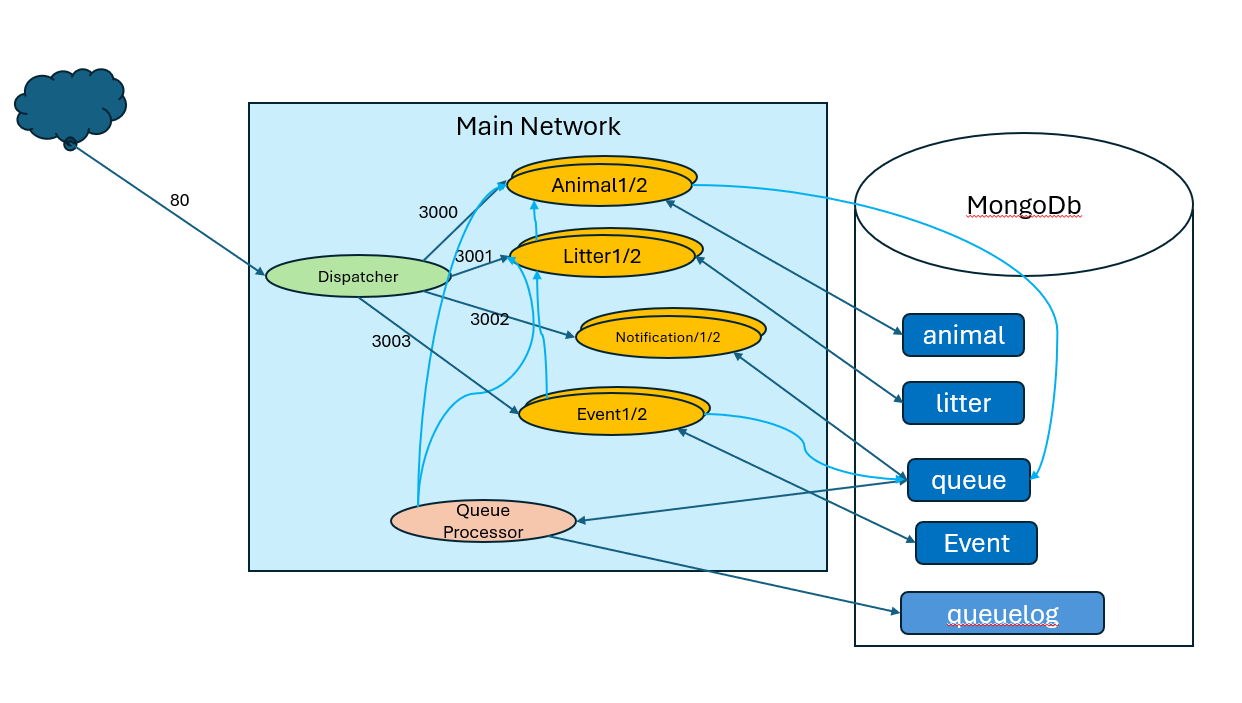 Main Network
MongoDb
80
Dispatcher
3000
3001
3002
3003
Animal1/2
Litter1/2
Notification/1/2
Event1/2
Queue
Processor
animal
litter
queue
Event
queuelog